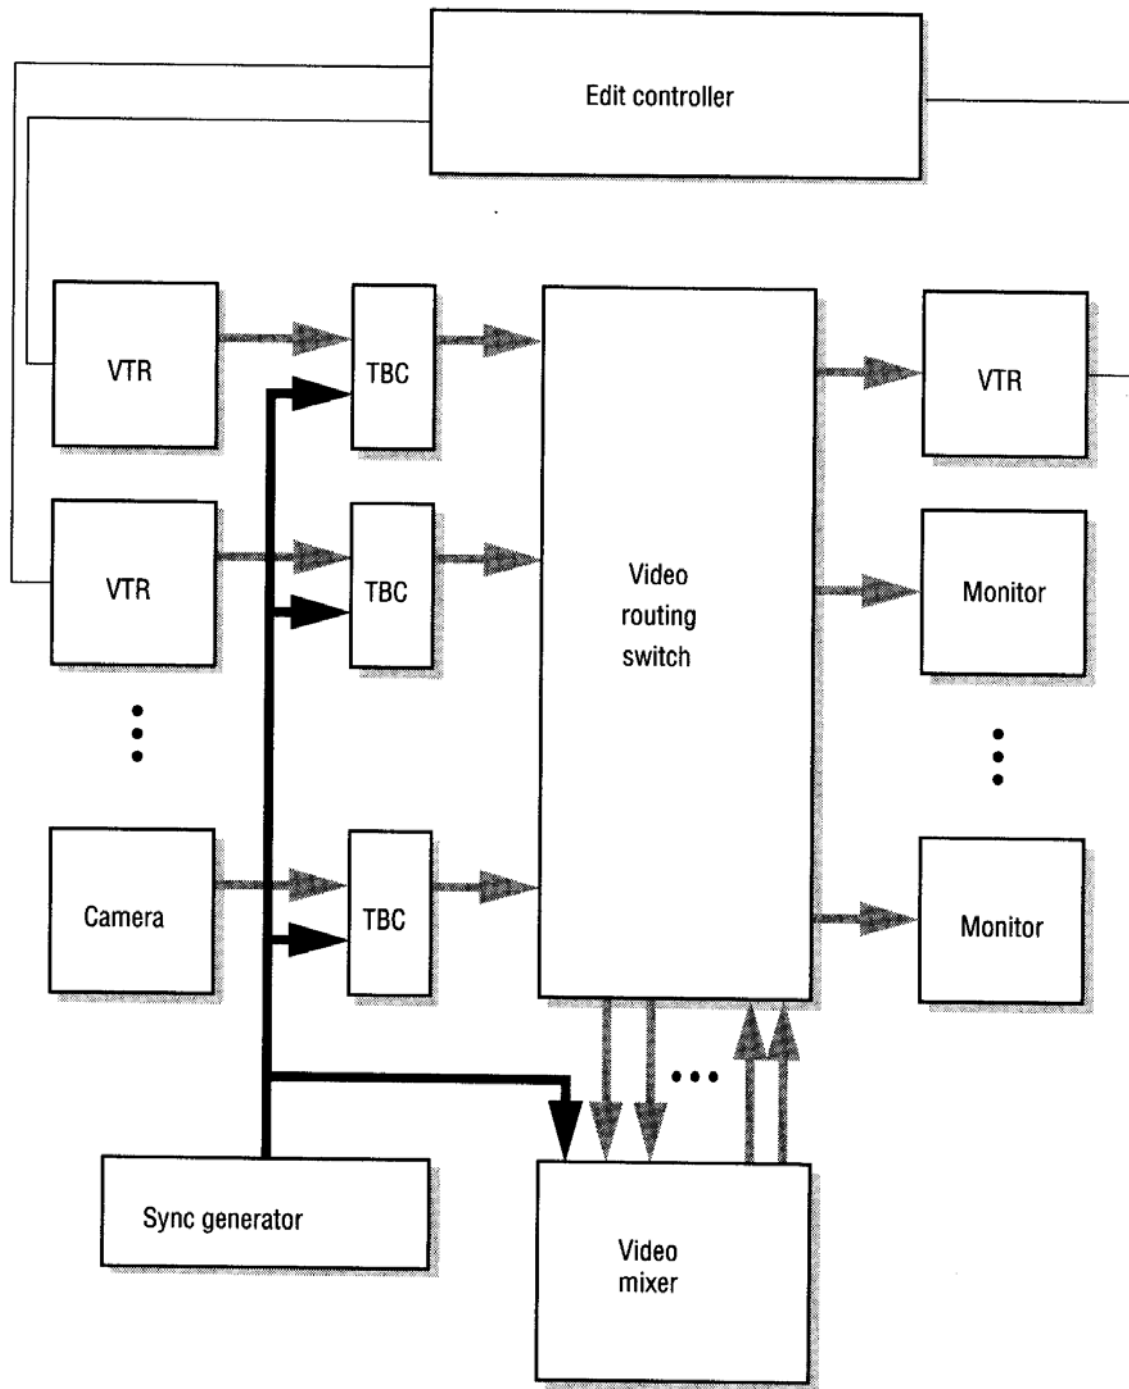 Edit controller
VTR
TBC
VTR
VTR
TBC
Video
routing
switch
Monitor
Camera
TBC
Monitor
Sync generator
Video
mixer